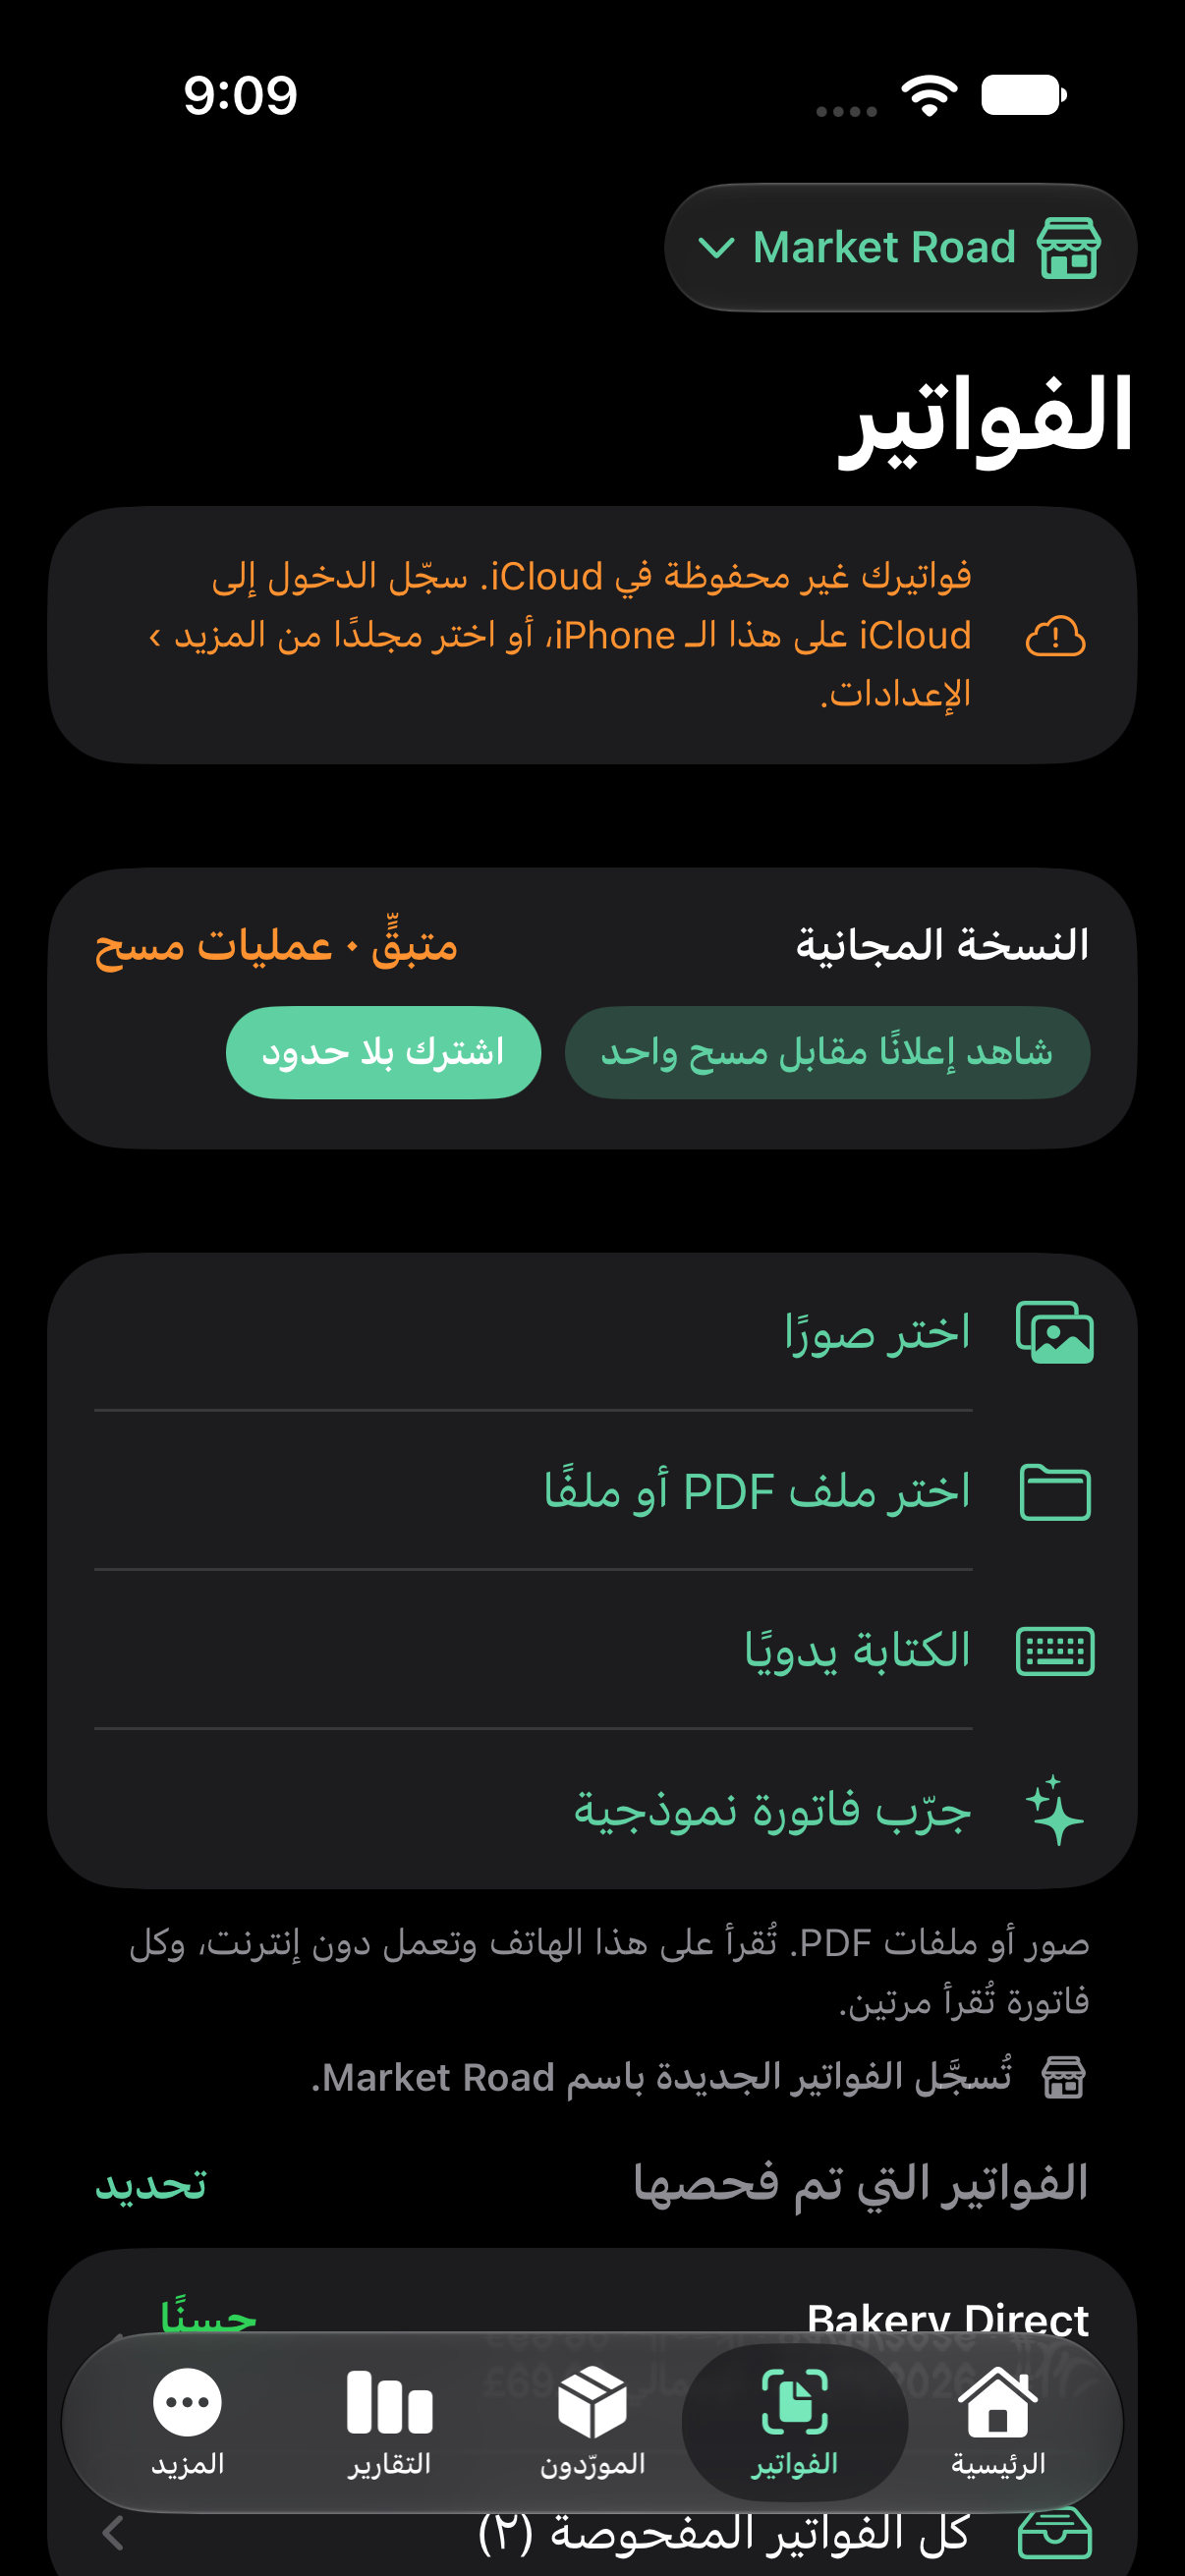 9:09
Market Road
الفواتير
فواتيرك غير محفوظة في iCloud. سجّل الدخول إلى
iCloud على هذا الـ iPhone، أو اختر مجلدًا من المزيد ›
الإعدادات.
النسخة المجانية
متبقٍّ ٠ عمليات مسح
شاهد إعلانًا مقابل مسح واحد
اشترك بلا حدود
اختر صورًا
اختر ملف PDF أو ملفًا
الكتابة يدويًا
جرّب فاتورة نموذجية
صور أو ملفات PDF. تُقرأ على هذا الهاتف وتعمل دون إنترنت، وكل
فاتورة تُقرأ مرتين.
تُسجَّل الفواتير الجديدة باسم Market Road.
الفواتير التي تم فحصها
تحديد
Bakery Direct
حسنًا
الرئيسية
الفواتير
المورّدون
التقارير
المزيد
كل الفواتير المفحوصة (٢)